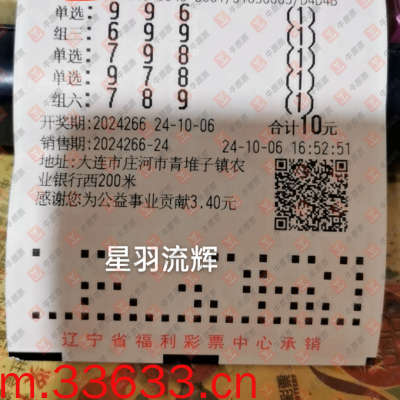 单选: 9 9 6 (1)
组三: 6 9 9 (1)
单选: 7 9 8 (1)
单选: 9 7 8 (1)
组六: 7 8 9 (1)
开奖期: 2024266 24-10-06 合计10元
销售期: 2024266-24 24-10-06 16:52:51
地址: 大连市庄河市青堆子镇农
业银行西200米
感谢您为公益事业贡献3.40元
星羽流辉
辽宁省福利彩票中心承销
m.33633.cn